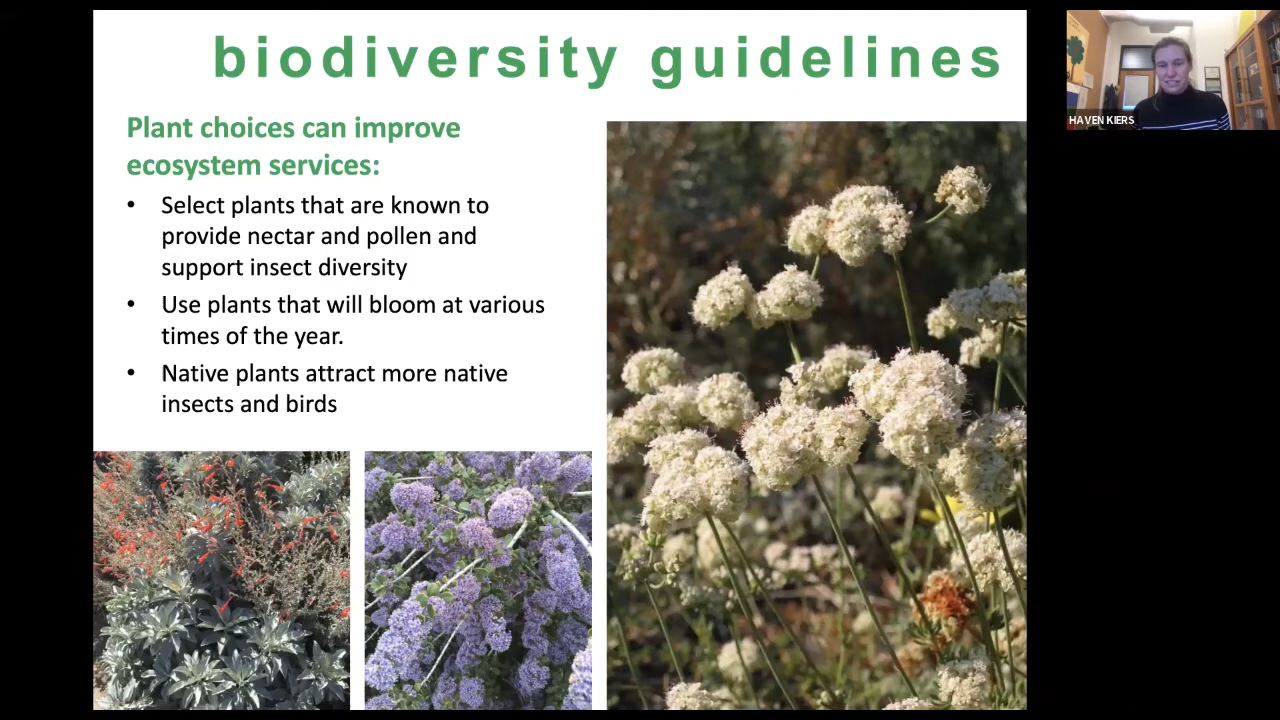 biodiversity guidelines
Plant choices can improve
ecosystem services:
• Select plants that are known to
provide nectar and pollen and
support insect diversity
• Use plants that will bloom at various
times of the year.
• Native plants attract more native
insects and birds
HAVEN KIERS